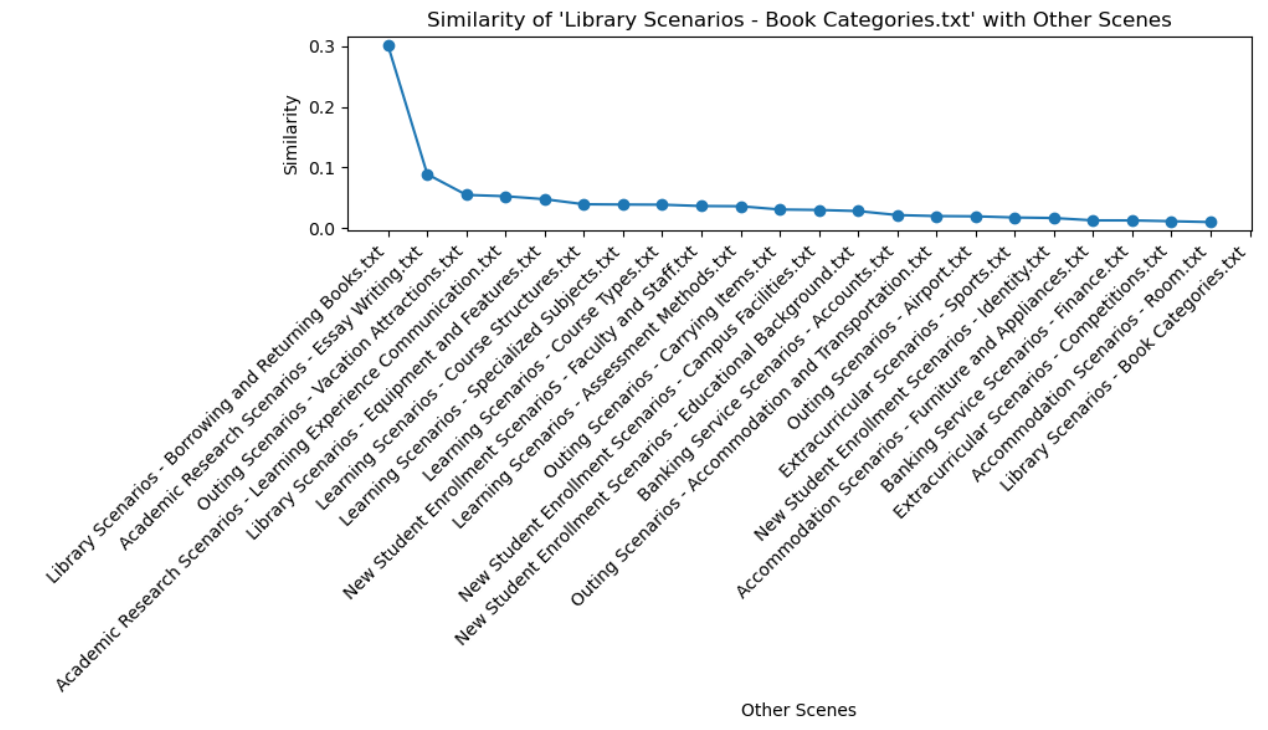 Similarity of 'Library Scenarios - Book Categories.txt' with Other Scenes
Similarity
0.3
0.2
0.1
0.0
Library Scenarios - Borrowing and Returning Books.txt
Academic Research Scenarios - Essay Writing.txt
Outing Scenarios - Vacation Attractions.txt
Academic Research Scenarios - Learning Experience Communication.txt
Library Scenarios - Equipment and Features.txt
Learning Scenarios - Course Structures.txt
Learning Scenarios - Specialized Subjects.txt
Learning Scenarios - Course Types.txt
New Student Enrollment Scenarios - Faculty and Staff.txt
Learning Scenarios - Assessment Methods.txt
Outing Scenarios - Carrying Items.txt
New Student Enrollment Scenarios - Campus Facilities.txt
New Student Enrollment Scenarios - Educational Background.txt
Banking Service Scenarios - Accounts.txt
Outing Scenarios - Accommodation and Transportation.txt
Outing Scenarios - Airport.txt
Extracurricular Scenarios - Sports.txt
New Student Enrollment Scenarios - Identity.txt
Accommodation Scenarios - Furniture and Appliances.txt
Banking Service Scenarios - Finance.txt
Extracurricular Scenarios - Competitions.txt
Accommodation Scenarios - Room.txt
Library Scenarios - Book Categories.txt
Other Scenes